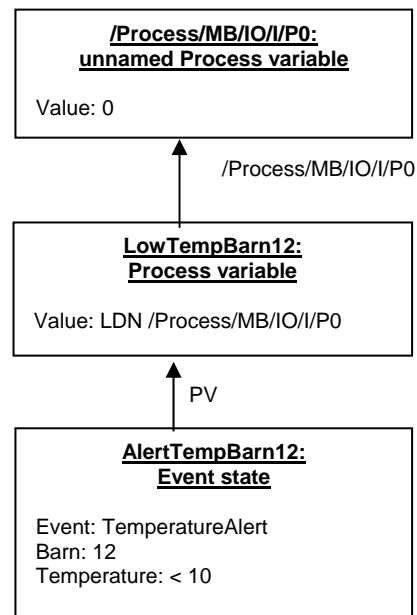 /Process/MB/IO/I/P0:
unnamed Process variable
Value: 0
/Process/MB/IO/I/P0
LowTempBarn12:
Process variable
Value: LDN /Process/MB/IO/I/P0
PV
AlertTempBarn12:
Event state
Event: TemperatureAlert
Barn: 12
Temperature: < 10